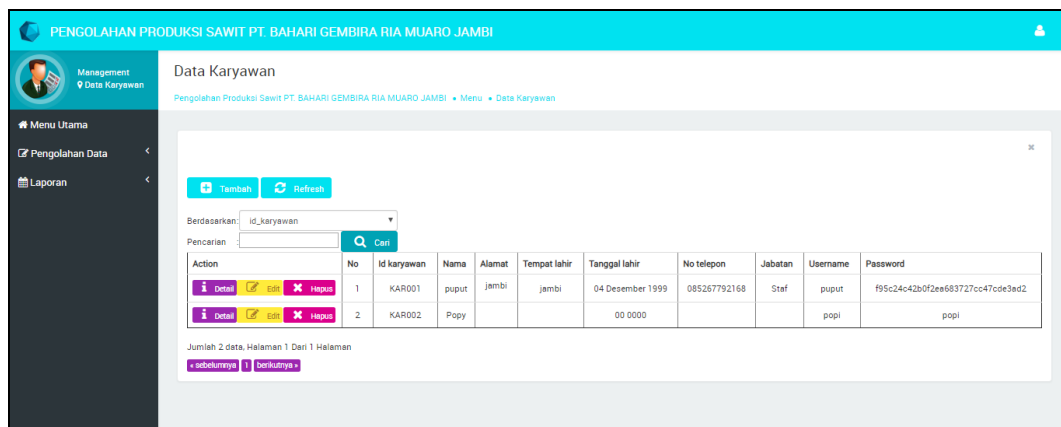 PENGOLAHAN PRODUKSI SAWIT PT. BAHARI GEMBIRA RIA MUARO JAMBI
Management
Data Karyawan
Menu Utama
Pengolahan Data
Laporan
Data Karyawan
Pengolahan Produksi Sawit PT. BAHARI GEMBIRA RIA MUARO JAMBI • Menu • Data Karyawan
Tambah Refresh
Berdasarkan: id_karyawan
Pencarian : Cari
Action No Id karyawan Nama Alamat Tempat lahir Tanggal lahir No telepon Jabatan Username Password
Detail Edit Hapus 1 KAR001 puput jambi jambi 04 Desember 1999 085267792168 Staf puput f95c24c42b0f2ea683727cc47cde3ad2
Detail Edit Hapus 2 KAR002 Popy 00 0000 popi popi
Jumlah 2 data, Halaman 1 Dari 1 Halaman
« sebelumnya 1 berikutnya »